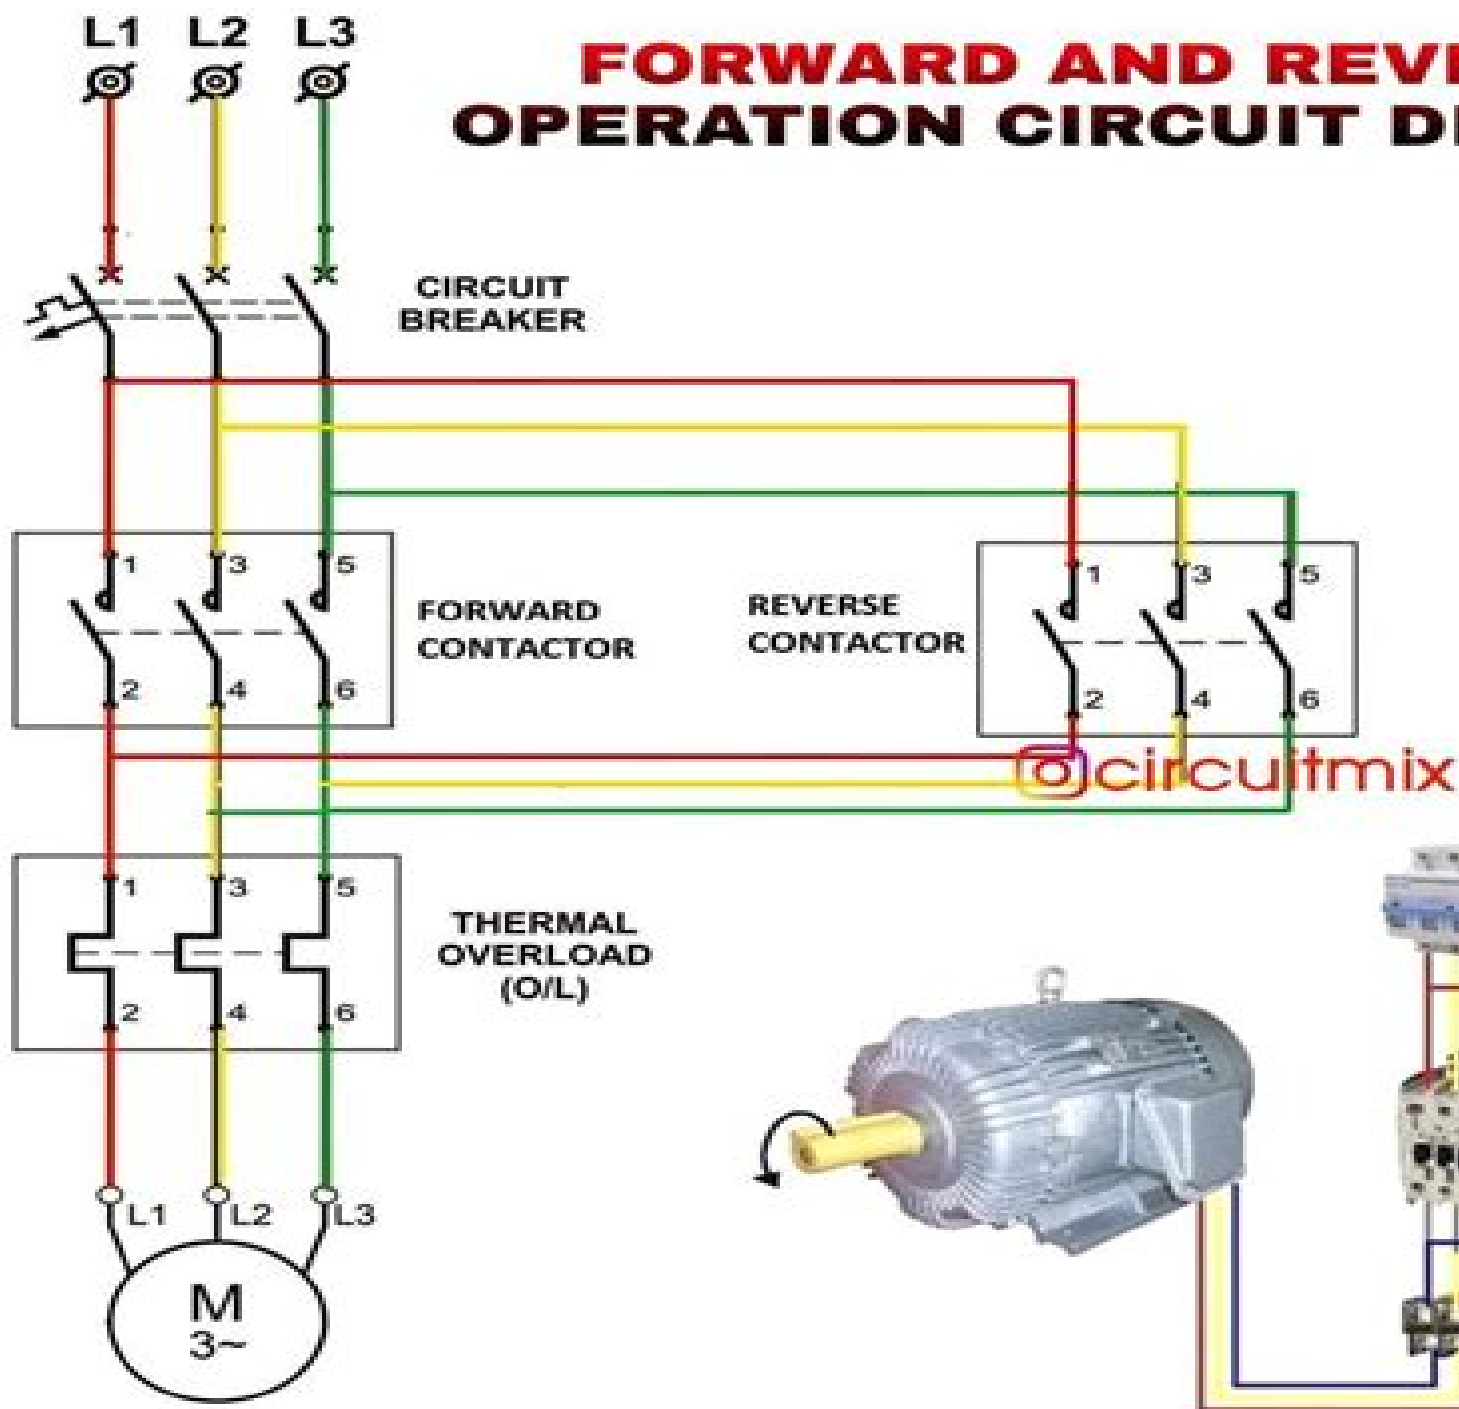 L1 L2 L3
FORWARD AND REV
OPERATION CIRCUIT D
CIRCUIT
BREAKER
1 3 5
FORWARD
CONTACTOR
2 4 6
REVERSE
CONTACTOR
1 3 5
2 4 6
circuitmix
1 3 5
THERMAL
OVERLOAD
(O/L)
2 4 6
L1 L2 L3
M
3~